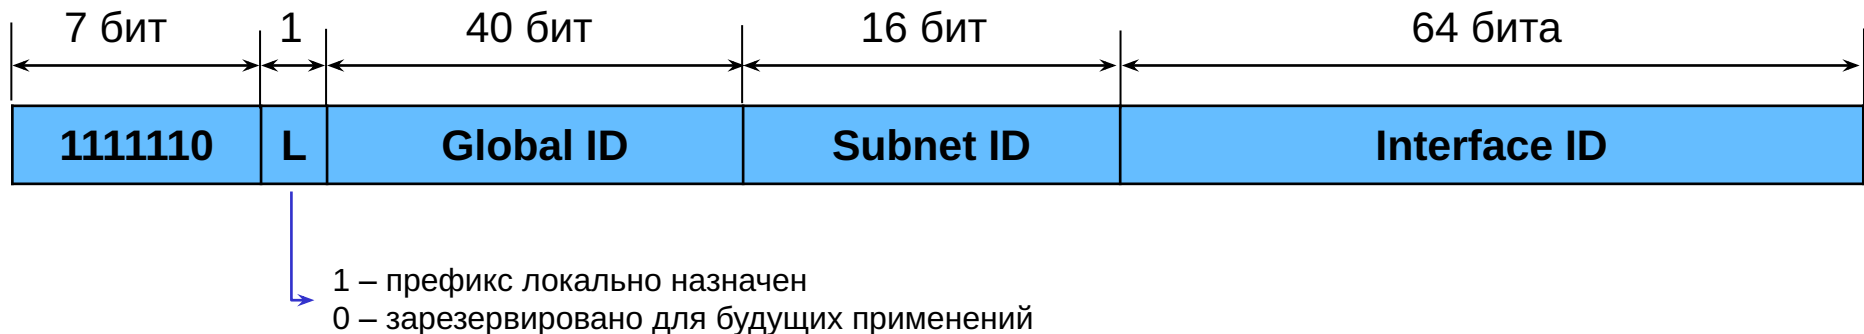 7 бит 1 40 бит 16 бит 64 бита
1111110 L Global ID Subnet ID Interface ID
1 – префикс локально назначен
0 – зарезервировано для будущих применений